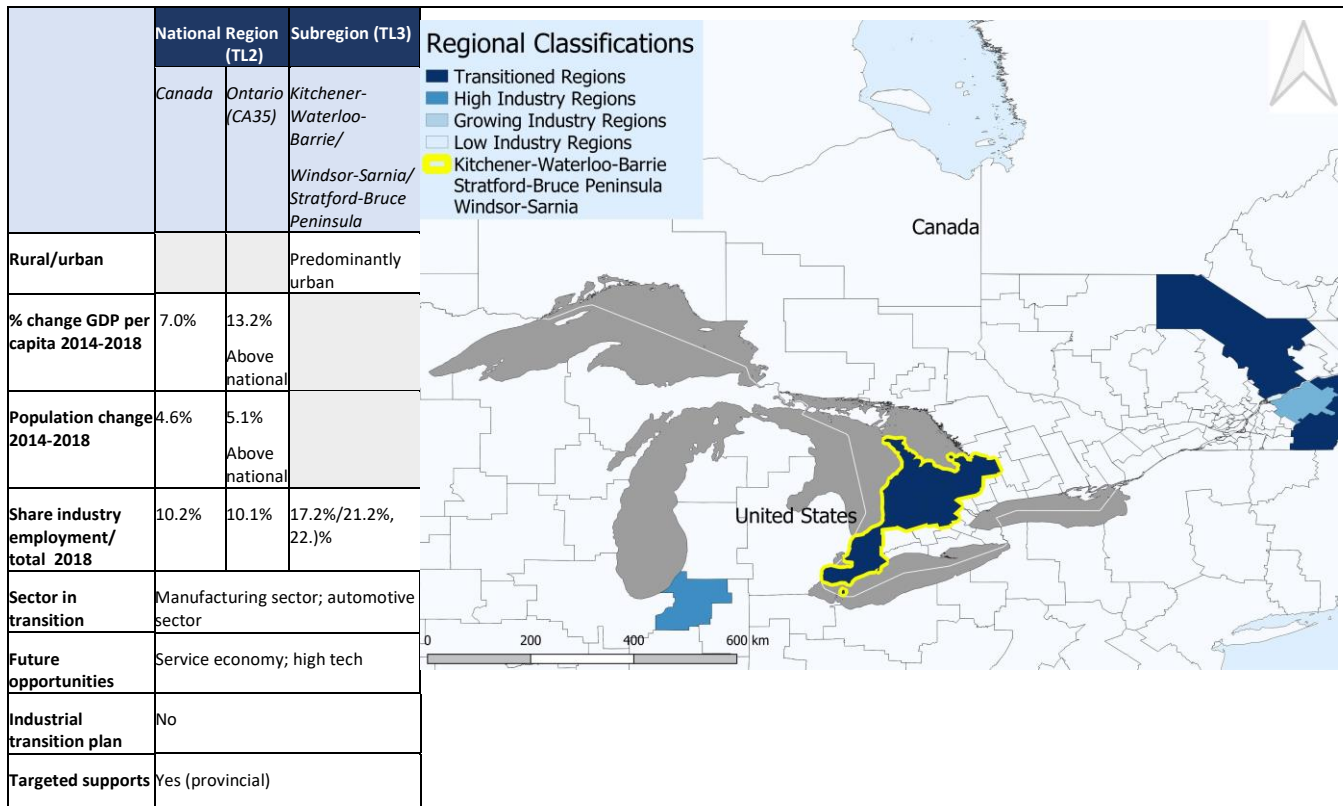 National Region Subregion (TL3)
(TL2)
Canada Ontario Kitchener-
(CA35) Waterloo-
Barrie/
Windsor-Sarnia/
Stratford-Bruce
Peninsula
Rural/urban Predominantly
urban
% change GDP per 7.0% 13.2%
capita 2014-2018
Above
national
Population change 4.6% 5.1%
2014-2018
Above
national
Share industry 10.2% 10.1% 17.2%/21.2%,
employment/ 22.)%
total 2018
Sector in Manufacturing sector; automotive
transition sector
Future Service economy; high tech
opportunities
Industrial No
transition plan
Targeted supports Yes (provincial)
Regional Classifications
Transitioned Regions
High Industry Regions
Growing Industry Regions
Low Industry Regions
Kitchener-Waterloo-Barrie
Stratford-Bruce Peninsula
Windsor-Sarnia
Canada
United States
0 200 400 600 km